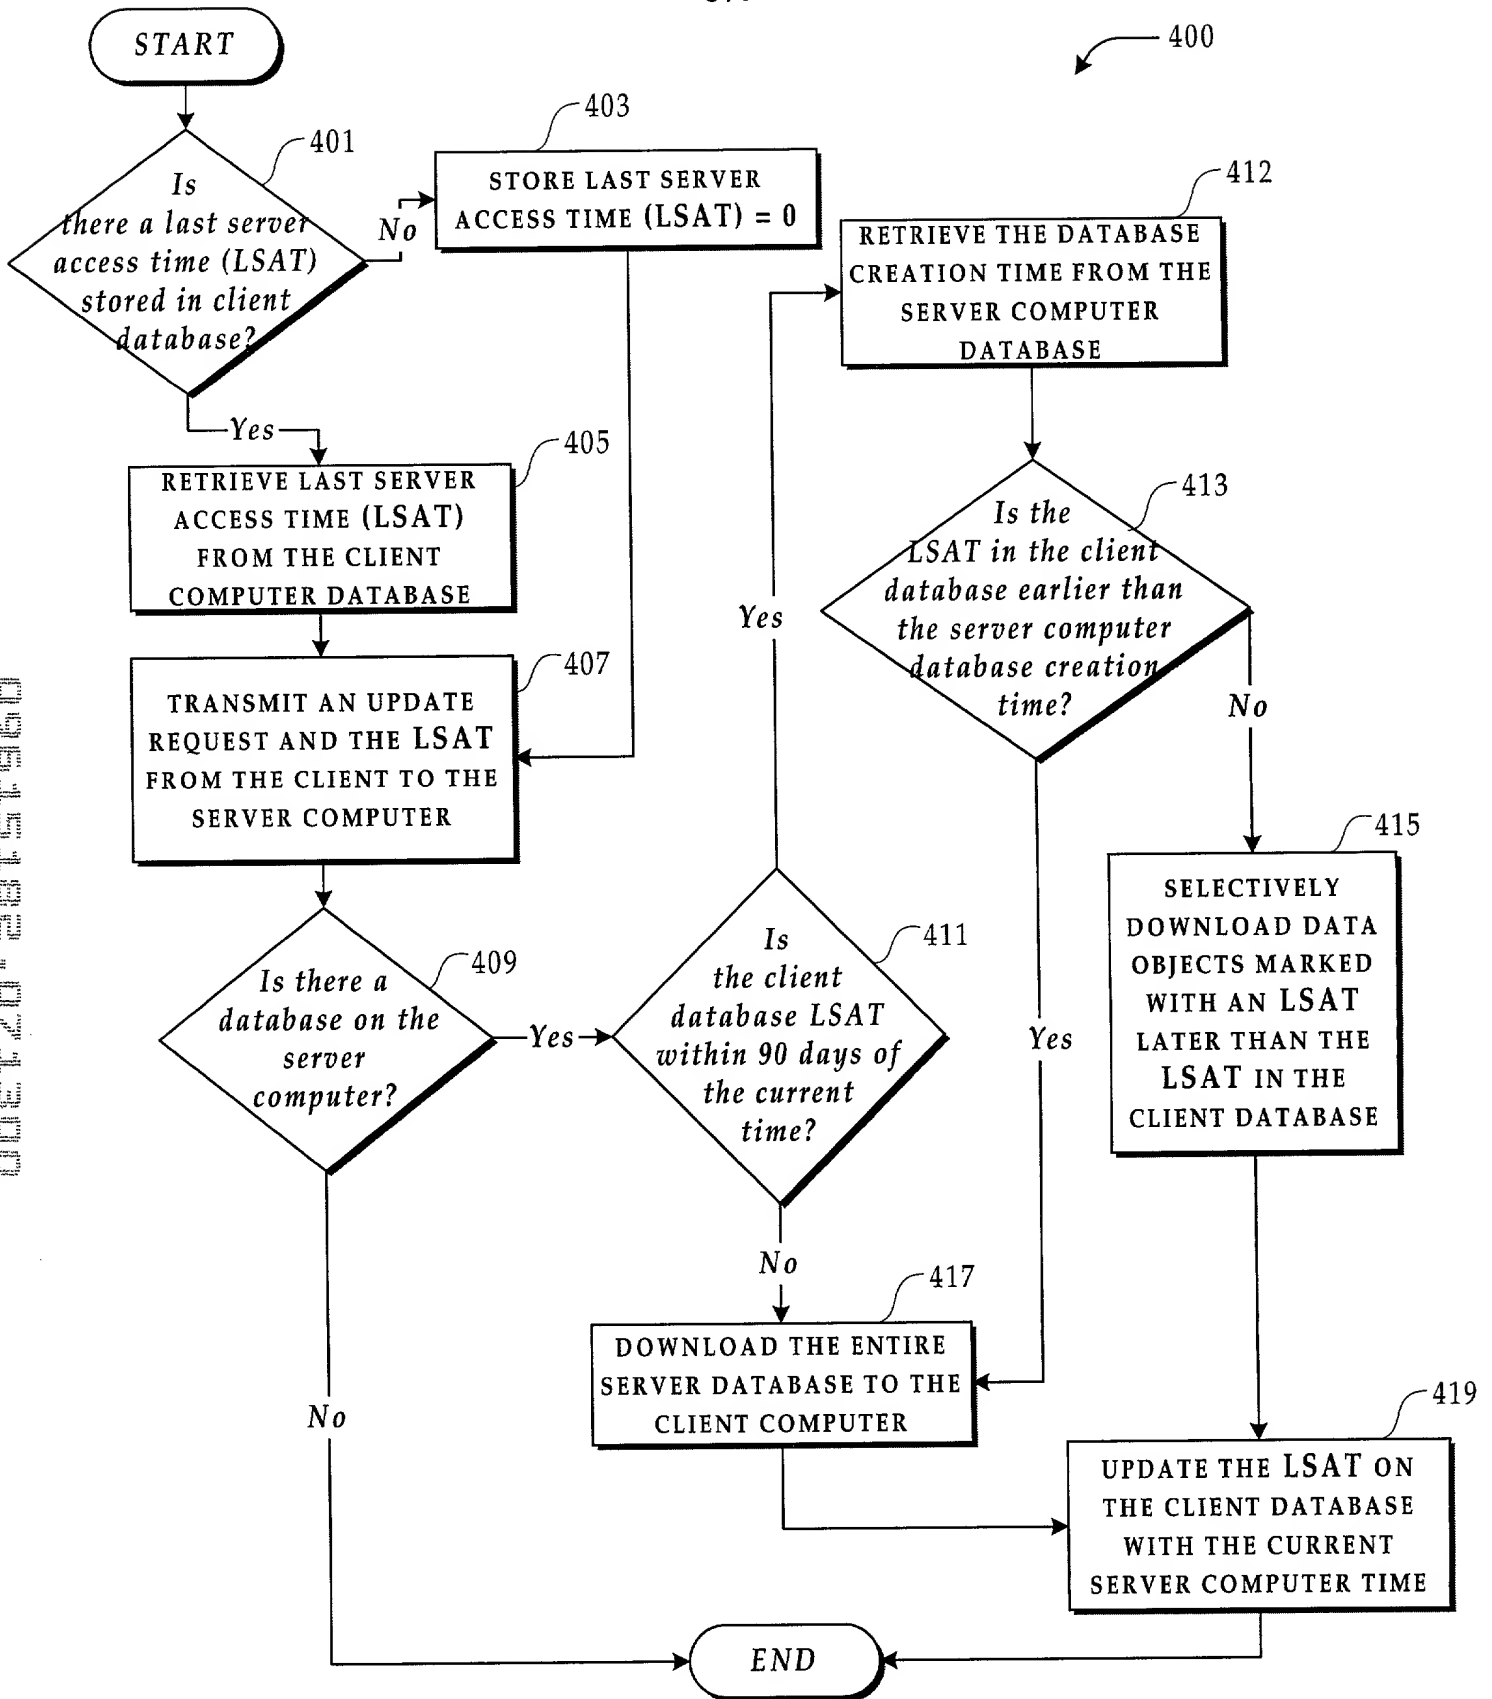 400
START
401
Is
there a last server
access time (LSAT)
stored in client
database?
No
403
STORE LAST SERVER
ACCESS TIME (LSAT) = 0
Yes
405
RETRIEVE LAST SERVER
ACCESS TIME (LSAT)
FROM THE CLIENT
COMPUTER DATABASE
407
TRANSMIT AN UPDATE
REQUEST AND THE LSAT
FROM THE CLIENT TO THE
SERVER COMPUTER
409
Is there a
database on the
server
computer?
Yes
No
411
Is
the client
database LSAT
within 90 days of
the current
time?
Yes
No
412
RETRIEVE THE DATABASE
CREATION TIME FROM THE
SERVER COMPUTER
DATABASE
413
Is the
LSAT in the client
database earlier than
the server computer
database creation
time?
No
Yes
415
SELECTIVELY
DOWNLOAD DATA
OBJECTS MARKED
WITH AN LSAT
LATER THAN THE
LSAT IN THE
CLIENT DATABASE
417
DOWNLOAD THE ENTIRE
SERVER DATABASE TO THE
CLIENT COMPUTER
419
UPDATE THE LSAT ON
THE CLIENT DATABASE
WITH THE CURRENT
SERVER COMPUTER TIME
END